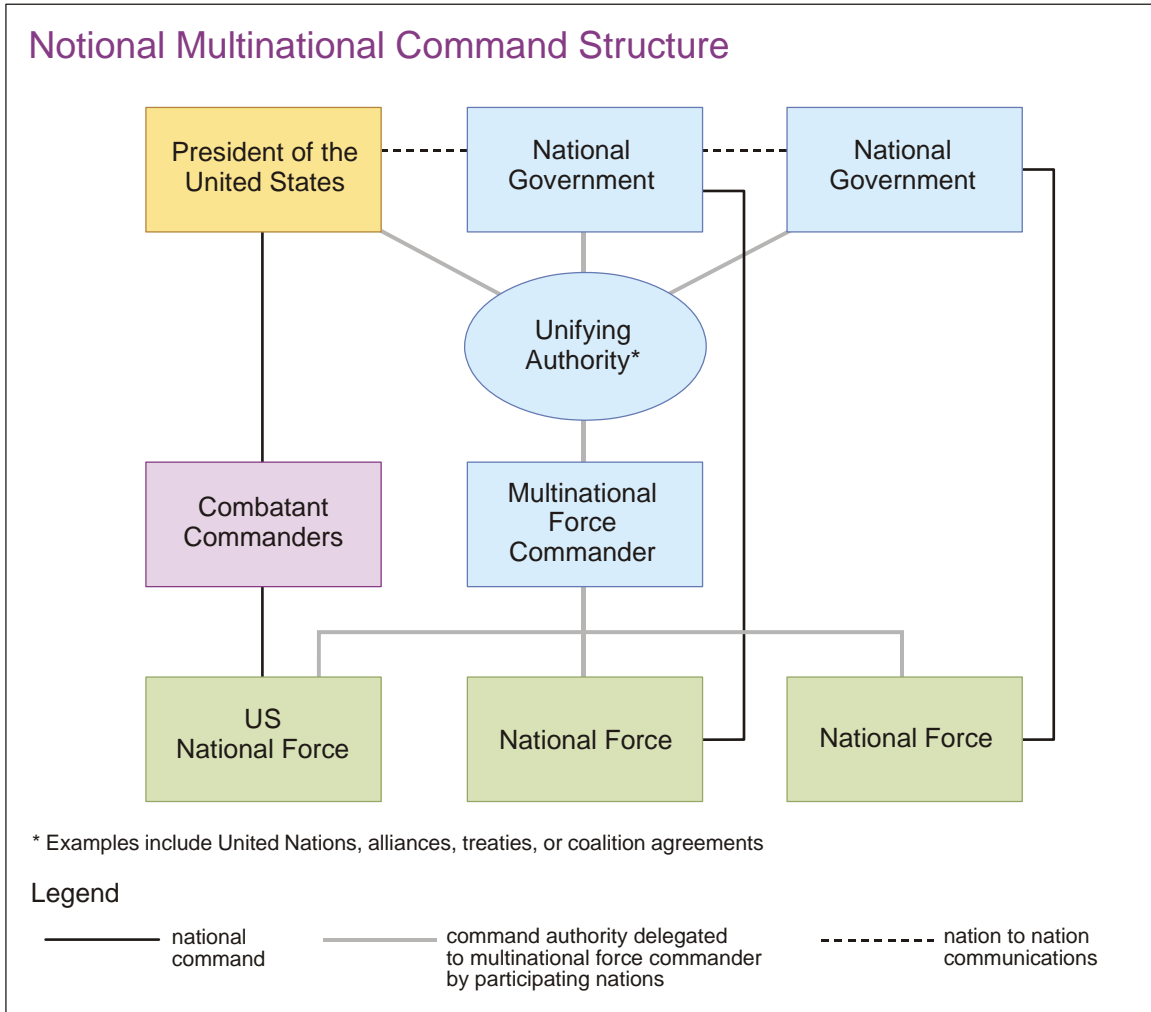 Notional Multinational Command Structure
President of the
United States
National
Government
National
Government
Unifying
Authority*
Combatant
Commanders
Multinational
Force
Commander
US
National Force
National Force
National Force
* Examples include United Nations, alliances, treaties, or coalition agreements
Legend
national
command
command authority delegated
to multinational force commander
by participating nations
nation to nation
communications